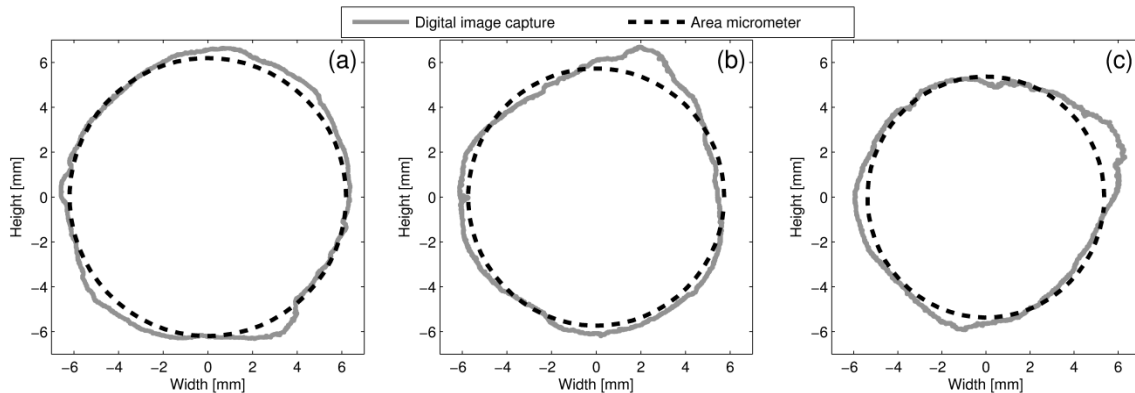 Digital image capture Area micrometer
(a) (b) (c)
6 6 6
4 4 4
2 2 2
0 0 0
−2 −2 −2
−4 −4 −4
−6 −6 −6
Height [mm] Height [mm] Height [mm]
−6 −4 −2 0 2 4 6 −6 −4 −2 0 2 4 6 −6 −4 −2 0 2 4 6
Width [mm] Width [mm] Width [mm]